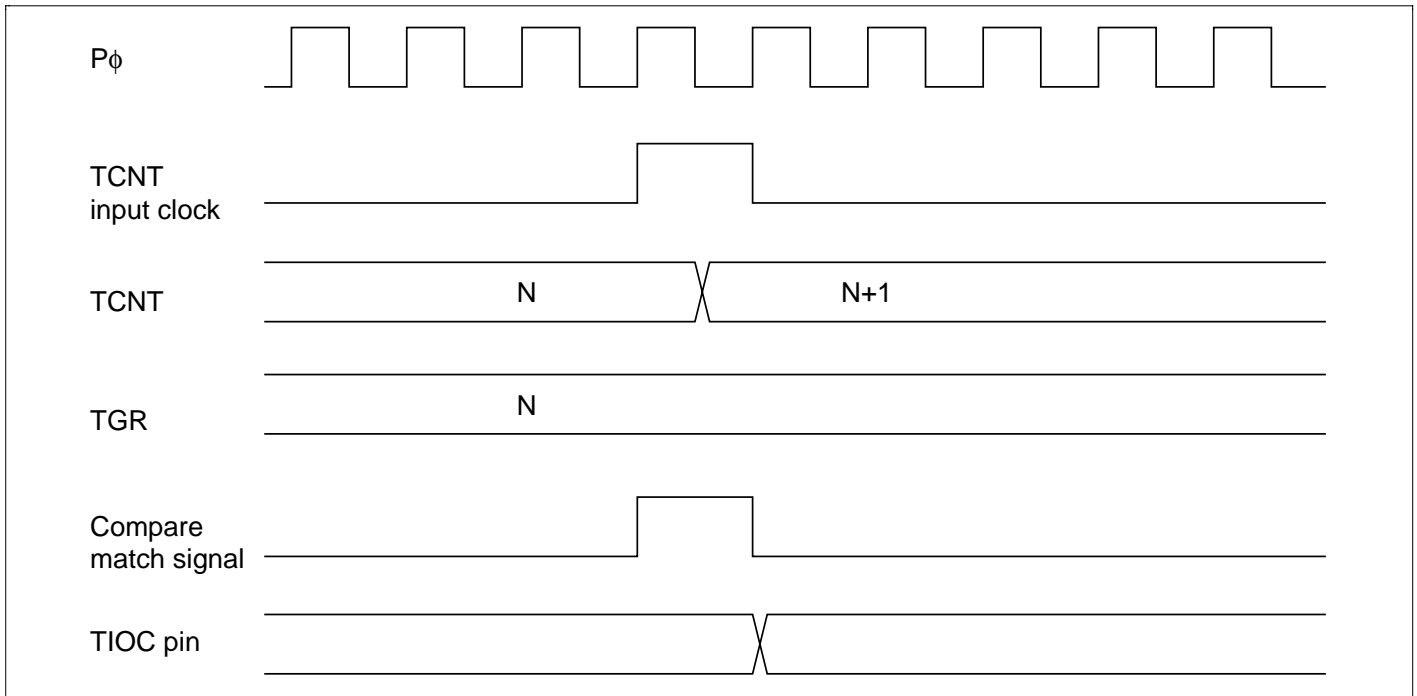 Pϕ
TCNT
input clock
TCNT
N
N+1
TGR
N
Compare
match signal
TIOC pin